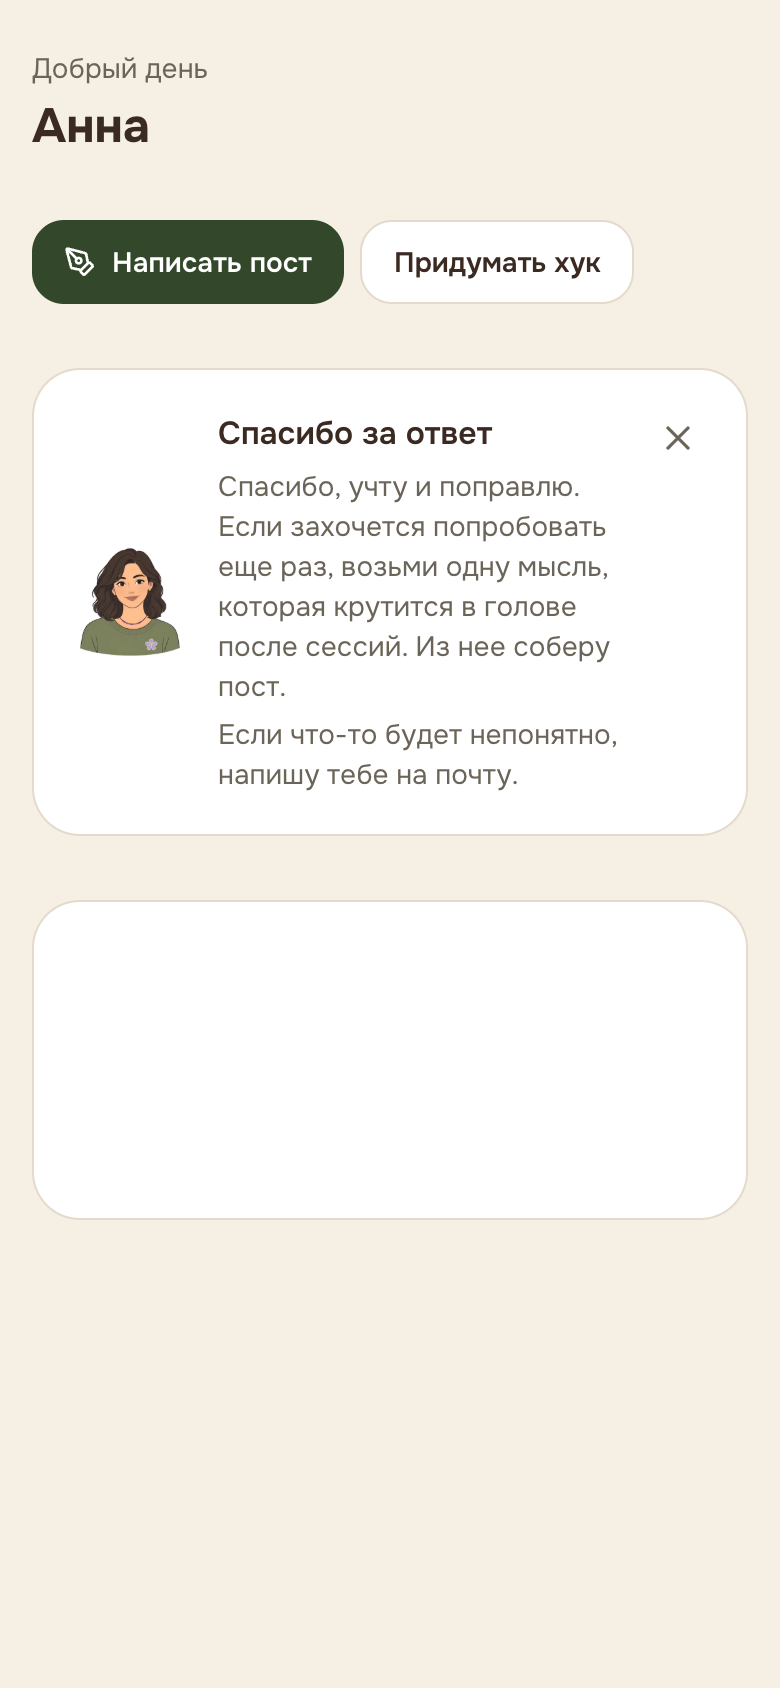 Добрый день
Анна
Написать пост
Придумать хук
Спасибо за ответ
Спасибо, учту и поправлю.
Если захочется попробовать
еще раз, возьми одну мысль,
которая крутится в голове
после сессий. Из нее соберу
пост.
Если что-то будет непонятно,
напишу тебе на почту.